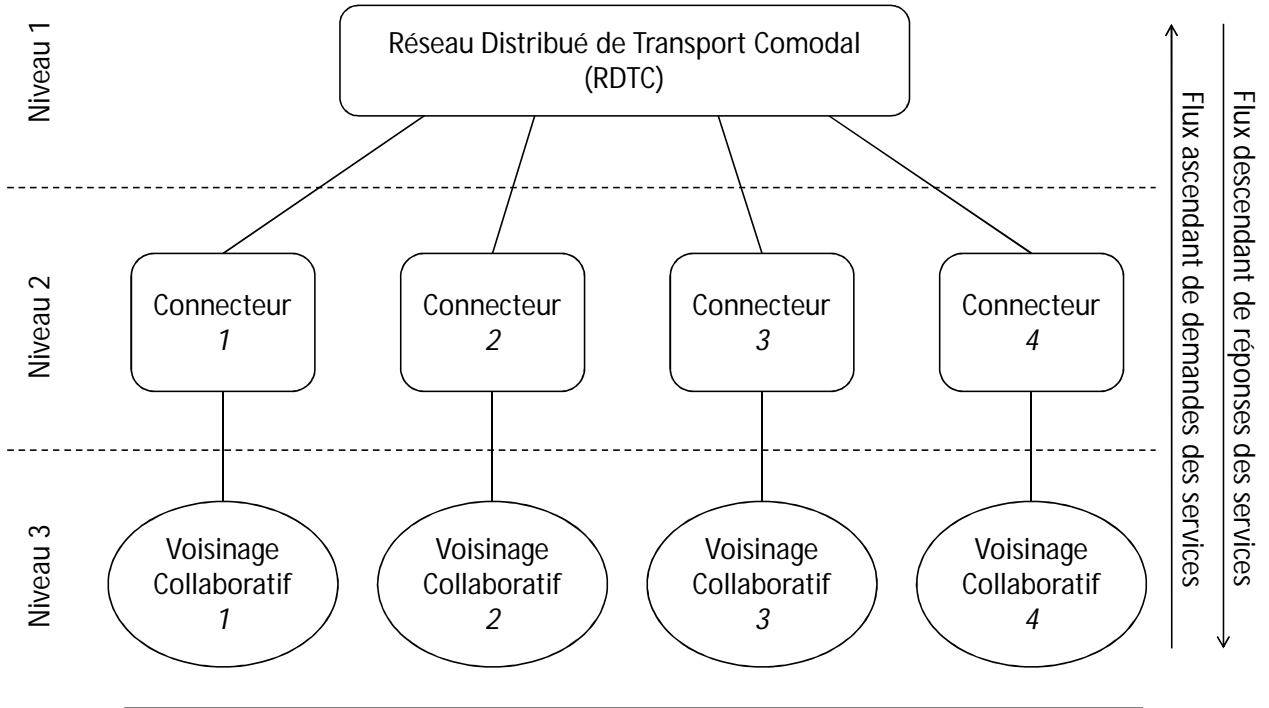 Niveau 1
Réseau Distribué de Transport Comodal
(RDTC)
Niveau 2
Connecteur
1
Connecteur
2
Connecteur
3
Connecteur
4
Niveau 3
Voisinage
Collaboratif
1
Voisinage
Collaboratif
2
Voisinage
Collaboratif
3
Voisinage
Collaboratif
4
Flux ascendant de demandes des services
Flux descendant de réponses des services